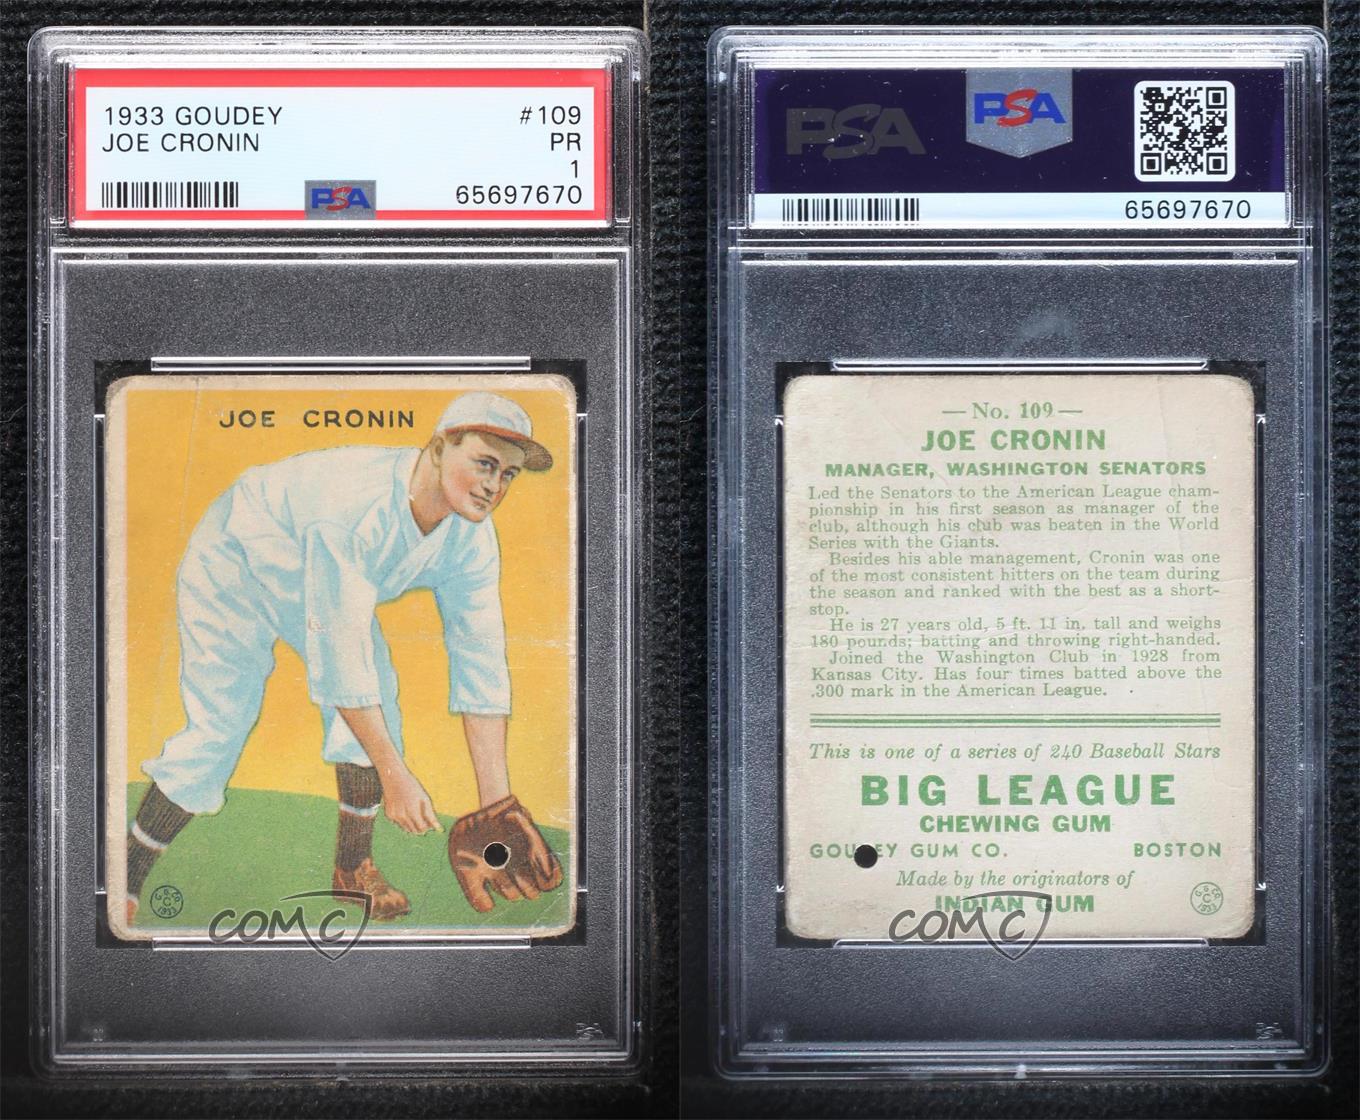 1933 GOUDEY
JOE CRONIN
#109
PR
1
65697670
PSA
JOE CRONIN
G.G.CO.
C
1933
COMC
PSA
PSA
65697670
— No. 109 —
JOE CRONIN
MANAGER, WASHINGTON SENATORS
Led the Senators to the American League cham-
pionship in his first season as manager of the
club, although his club was beaten in the World
Series with the Giants.
Besides his able management, Cronin was one
of the most consistent hitters on the team during
the season and ranked with the best as a short-
stop.
He is 27 years old, 5 ft. 11 in. tall and weighs
180 pounds; batting and throwing right-handed.
Joined the Washington Club in 1928 from
Kansas City. Has four times batted above the
.300 mark in the American League.
This is one of a series of 240 Baseball Stars
BIG LEAGUE
CHEWING GUM
GOU EY GUM CO. BOSTON
Made by the originators of
INDIAN GUM
G.G.CO.
C
1933
COMC
PSA
PSA